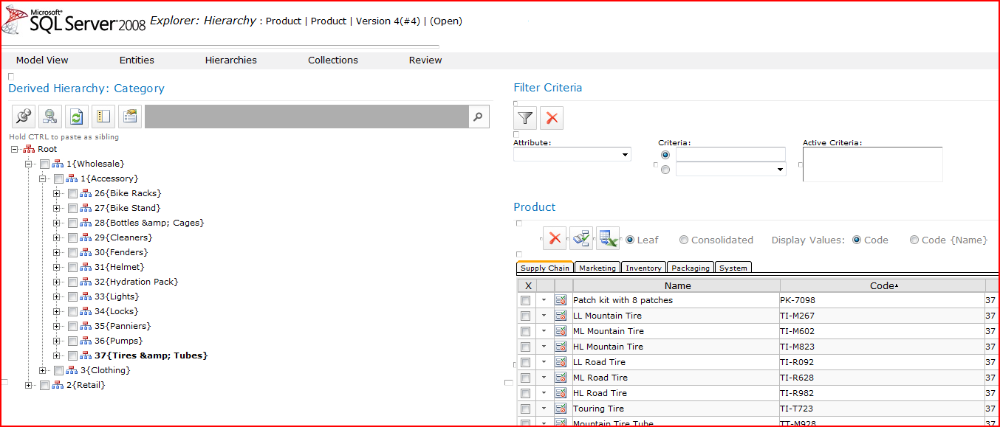 Microsoft®
SQL Server®2008 Explorer: Hierarchy : Product | Product | Version 4(#4) | (Open)
Model View Entities Hierarchies Collections Review
Derived Hierarchy: Category
Hold CTRL to paste as sibling
Root
1{Wholesale}
1{Accessory}
26{Bike Racks}
27{Bike Stand}
28{Bottles &amp; Cages}
29{Cleaners}
30{Fenders}
31{Helmet}
32{Hydration Pack}
33{Lights}
34{Locks}
35{Panniers}
36{Pumps}
37{Tires &amp; Tubes}
3{Clothing}
2{Retail}
Filter Criteria
Attribute: Criteria: Active Criteria:
Product
Leaf Consolidated Display Values: Code Code {Name}
Supply Chain Marketing Inventory Packaging System
X Name Code
Patch kit with 8 patches PK-7098 37
LL Mountain Tire TI-M267 37
ML Mountain Tire TI-M602 37
HL Mountain Tire TI-M823 37
LL Road Tire TI-R092 37
ML Road Tire TI-R628 37
HL Road Tire TI-R982 37
Touring Tire TI-T723 37
Mountain Tire Tube TT-M928 37